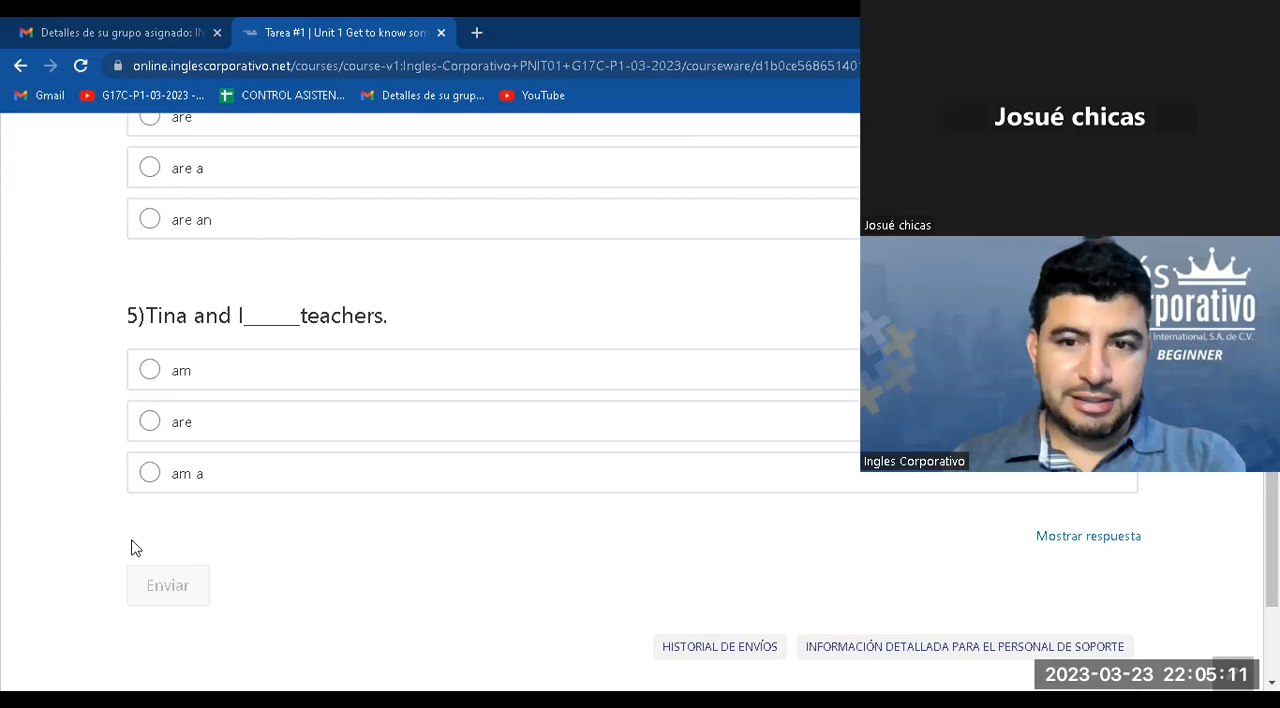 Detalles de su grupo asignado: IN
Tarea #1 | Unit 1 Get to know som
online.inglescorporativo.net/courses/course-v1:Ingles-Corporativo+PNIT01+G17C-P1-03-2023/courseware/d1b0ce568651401
Gmail
G17C-P1-03-2023 -...
CONTROL ASISTEN...
Detalles de su grup...
YouTube
Josué chicas
Josué chicas
are
are a
are an
5)Tina and I_____teachers.
am
are
am a
és
rporativo
International, S.A. de C.V.
BEGINNER
Ingles Corporativo
Mostrar respuesta
Enviar
HISTORIAL DE ENVÍOS
INFORMACIÓN DETALLADA PARA EL PERSONAL DE SOPORTE
2023-03-23 22:05:11